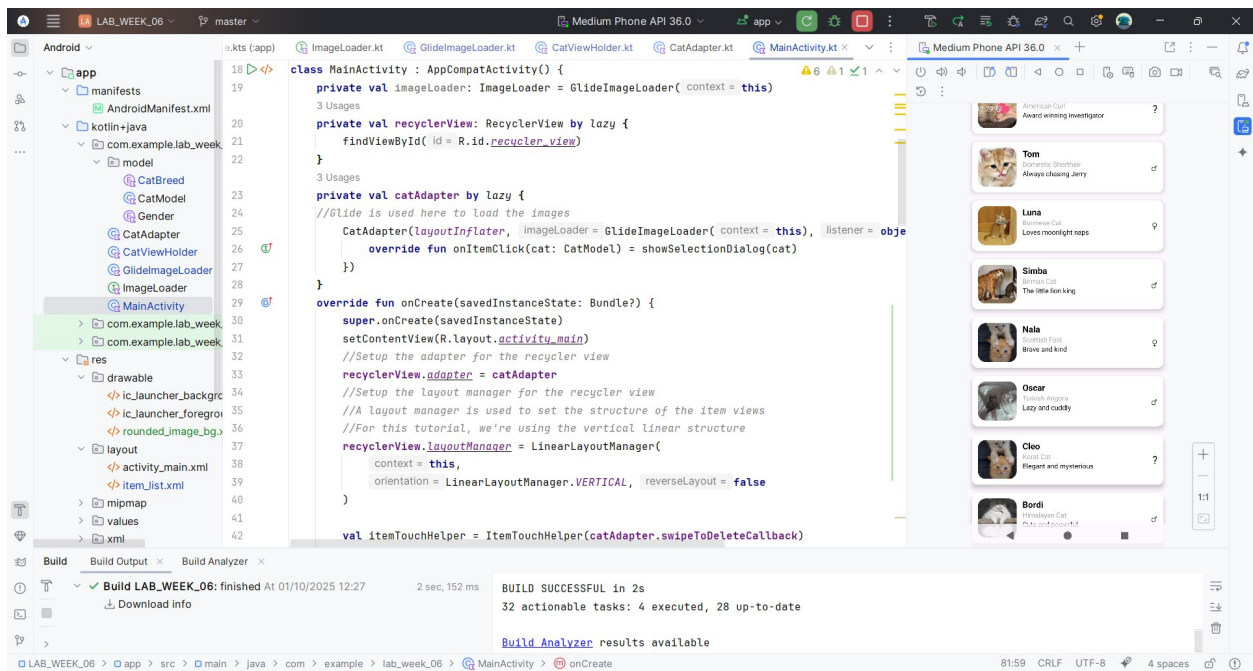 LAB_WEEK_06
master
Medium Phone API 36.0
app
Android
e.kts (:app)
ImageLoader.kt
GlideImageLoader.kt
CatViewHolder.kt
CatAdapter.kt
MainActivity.kt
Medium Phone API 36.0
app
manifests
AndroidManifest.xml
kotlin+java
com.example.lab_week_
model
CatBreed
CatModel
Gender
CatAdapter
CatViewHolder
GlideImageLoader
ImageLoader
MainActivity
com.example.lab_week_
com.example.lab_week_
res
drawable
ic_launcher_backgro
ic_launcher_foregrou
rounded_image_bg.x
layout
activity_main.xml
item_list.xml
mipmap
values
xml
6 1 1
18 class MainActivity : AppCompatActivity() {
19 private val imageLoader: ImageLoader = GlideImageLoader( context = this)
3 Usages
20 private val recyclerView: RecyclerView by lazy {
21 findViewById( id = R.id.recycler_view)
22 }
3 Usages
23 private val catAdapter by lazy {
24 //Glide is used here to load the images
25 CatAdapter(layoutInflater, imageLoader = GlideImageLoader( context = this), listener = obje
26 override fun onItemClick(cat: CatModel) = showSelectionDialog(cat)
27 })
28 }
29 override fun onCreate(savedInstanceState: Bundle?) {
30 super.onCreate(savedInstanceState)
31 setContentView(R.layout.activity_main)
32 //Setup the adapter for the recycler view
33 recyclerView.adapter = catAdapter
34 //Setup the layout manager for the recycler view
35 //A layout manager is used to set the structure of the item views
36 //For this tutorial, we're using the vertical linear structure
37 recyclerView.layoutManager = LinearLayoutManager(
38 context = this,
39 orientation = LinearLayoutManager.VERTICAL, reverseLayout = false
40 )
41
42 val itemTouchHelper = ItemTouchHelper(catAdapter.swipeToDeleteCallback)
American Curl
Award winning investigator
?
Tom
Domestic Shorthair
Always chasing Jerry
♂
Luna
Burmese Cat
Loves moonlight naps
♀
Simba
Birman Cat
The little lion king
♂
Nala
Scottish Fold
Brave and kind
♀
Oscar
Turkish Angora
Lazy and cuddly
♂
Cleo
Korat Cat
Elegant and mysterious
?
Bordi
Himalayan Cat
Cute and powerful
♂
1:1
Build
Build Output
Build Analyzer
Build LAB_WEEK_06: finished At 01/10/2025 12:27 2 sec, 152 ms
Download info
BUILD SUCCESSFUL in 2s
32 actionable tasks: 4 executed, 28 up-to-date
Build Analyzer results available
LAB_WEEK_06 > app > src > main > java > com > example > lab_week_06 > MainActivity > onCreate
81:59 CRLF UTF-8 4 spaces